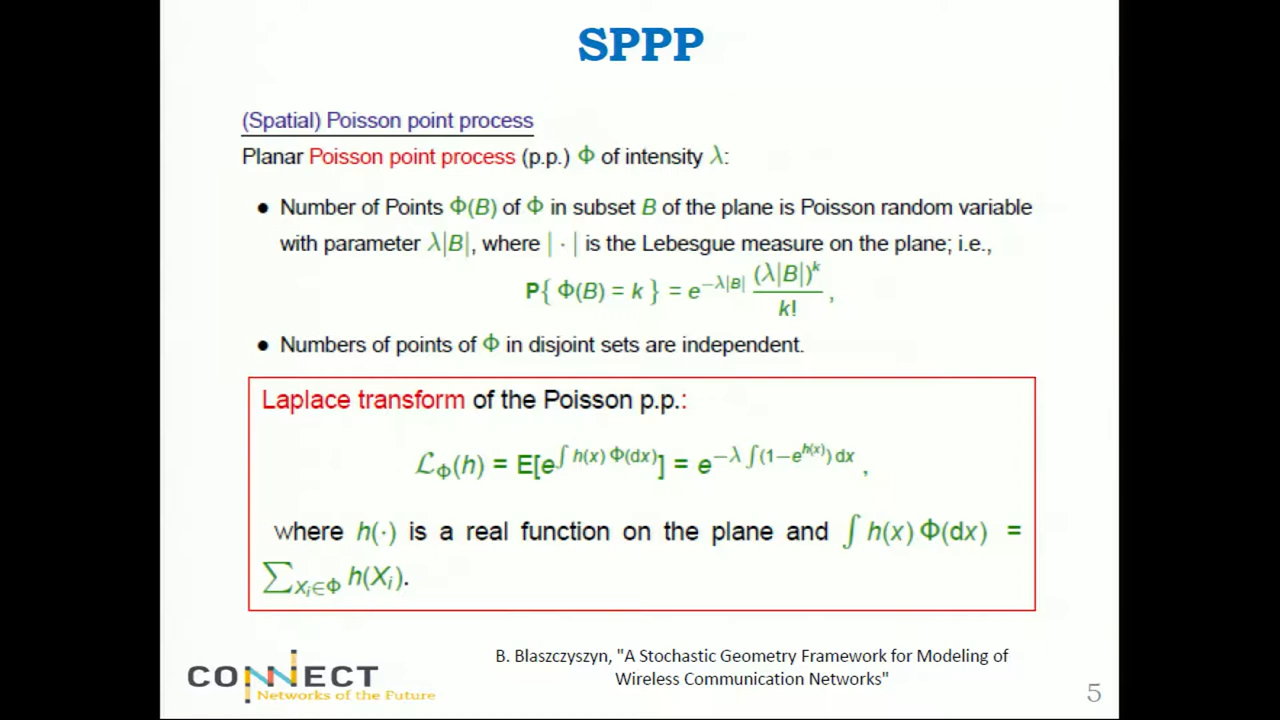 SPPP
(Spatial) Poisson point process
Planar Poisson point process (p.p.) Φ of intensity λ:
• Number of Points Φ(B) of Φ in subset B of the plane is Poisson random variable
with parameter λ|B|, where | · | is the Lebesgue measure on the plane; i.e.,
P{ Φ(B) = k } = e^{−λ|B|} (λ|B|)^k / k! ,
• Numbers of points of Φ in disjoint sets are independent.
Laplace transform of the Poisson p.p.:
ℒ_Φ(h) = E[e^{∫ h(x) Φ(dx)}] = e^{−λ ∫(1−e^{h(x)}) dx} ,
where h(·) is a real function on the plane and ∫ h(x) Φ(dx) =
∑_{X_i∈Φ} h(X_i).
B. Blaszczyszyn, "A Stochastic Geometry Framework for Modeling of
Wireless Communication Networks"
CONNECT
Networks of the Future
5